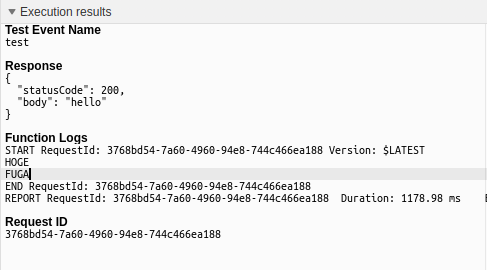 Execution results
Test Event Name
test
Response
{
  "statusCode": 200,
  "body": "hello"
}
Function Logs
START RequestId: 3768bd54-7a60-4960-94e8-744c466ea188 Version: $LATEST
HOGE
FUGA
END RequestId: 3768bd54-7a60-4960-94e8-744c466ea188
REPORT RequestId: 3768bd54-7a60-4960-94e8-744c466ea188  Duration: 1178.98 ms
Request ID
3768bd54-7a60-4960-94e8-744c466ea188